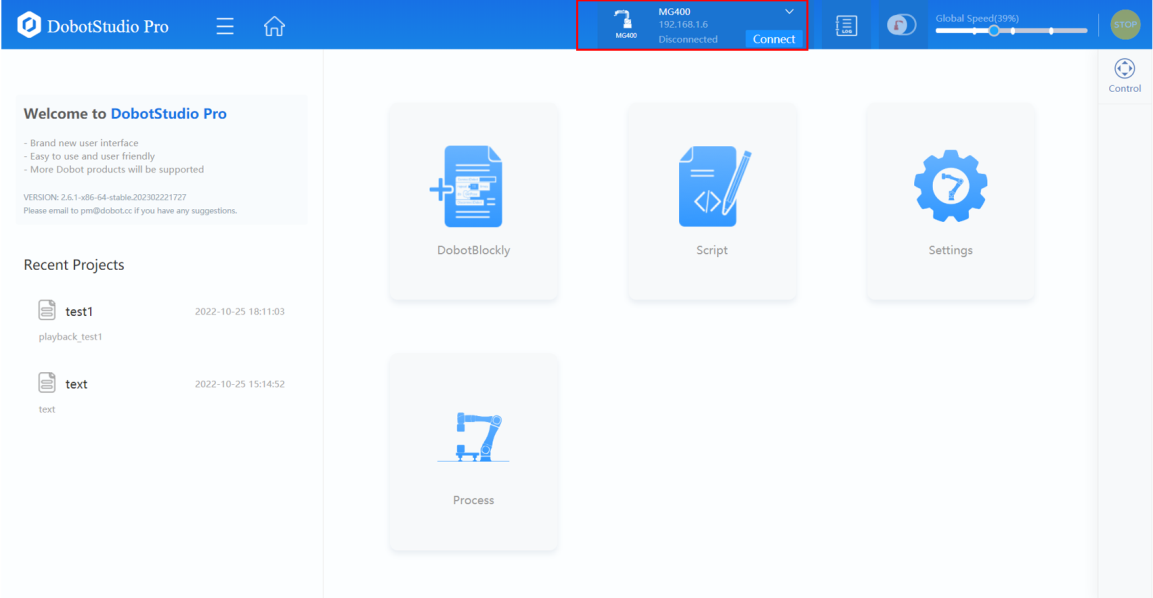 DobotStudio Pro
MG400
MG400
192.168.1.6
Disconnected
Connect
LOG
Global Speed(39%)
STOP
Control
Welcome to DobotStudio Pro
- Brand new user interface
- Easy to use and user friendly
- More Dobot products will be supported
VERSION: 2.6.1-x86-64-stable.202302221727
Please email to pm@dobot.cc if you have any suggestions.
Recent Projects
test1 2022-10-25 18:11:03
playback_test1
text 2022-10-25 15:14:52
text
DobotBlockly
Script
Settings
Process